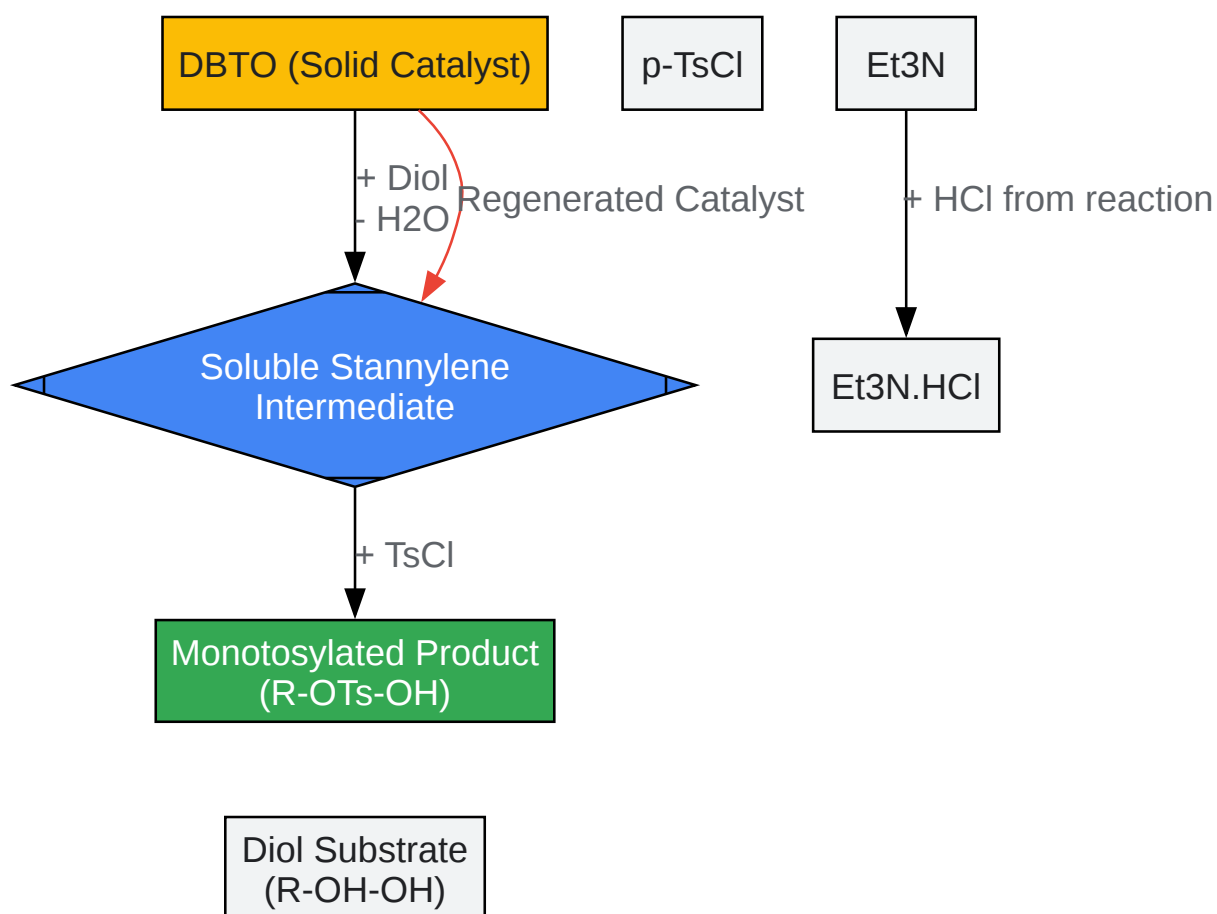 DBTO (Solid Catalyst)
p-TsCl
Et3N
+ Diol
- H2O
Regenerated Catalyst
+ HCl from reaction
Soluble Stannylene
Intermediate
Et3N.HCl
+ TsCl
Monotosylated Product
(R-OTs-OH)
Diol Substrate
(R-OH-OH)